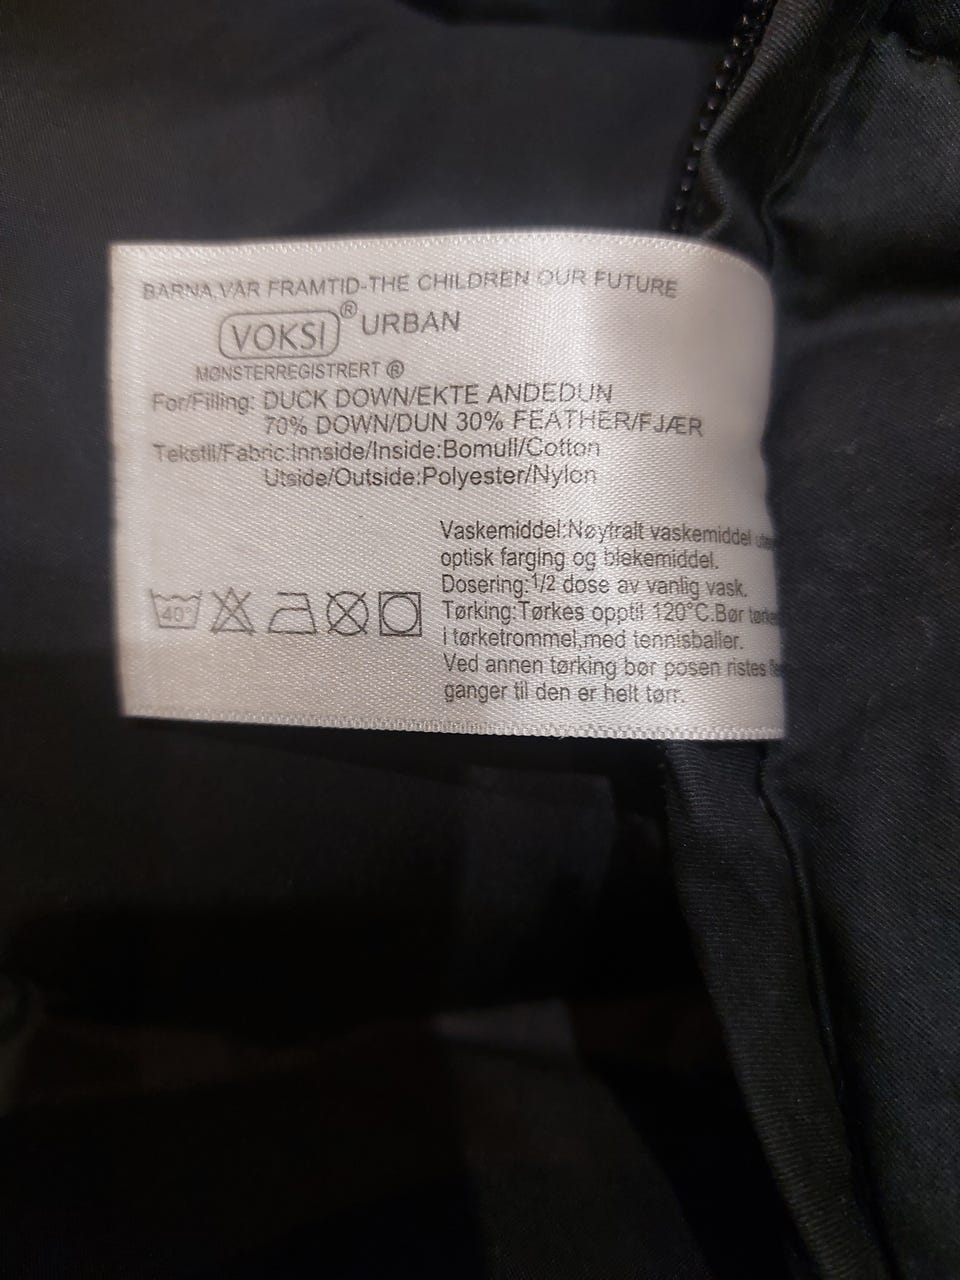 BARNA.VÅR FRAMTID-THE CHILDREN OUR FUTURE
VOKSI® URBAN
MØNSTERREGISTRERT ®
For/Filling: DUCK DOWN/EKTE ANDEDUN
70% DOWN/DUN 30% FEATHER/FJÆR
Tekstil/Fabric:Innside/Inside:Bomull/Cotton
Utside/Outside:Polyester/Nylon
Vaskemiddel:Nøytralt vaskemiddel
optisk farging og blekemiddel.
Dosering:1/2 dose av vanlig vask.
40°
Tørking:Tørkes opptil 120°C.Bør
i tørketrommel,med tennisballer.
Ved annen tørking bør posen ristes
ganger til den er helt tørr.